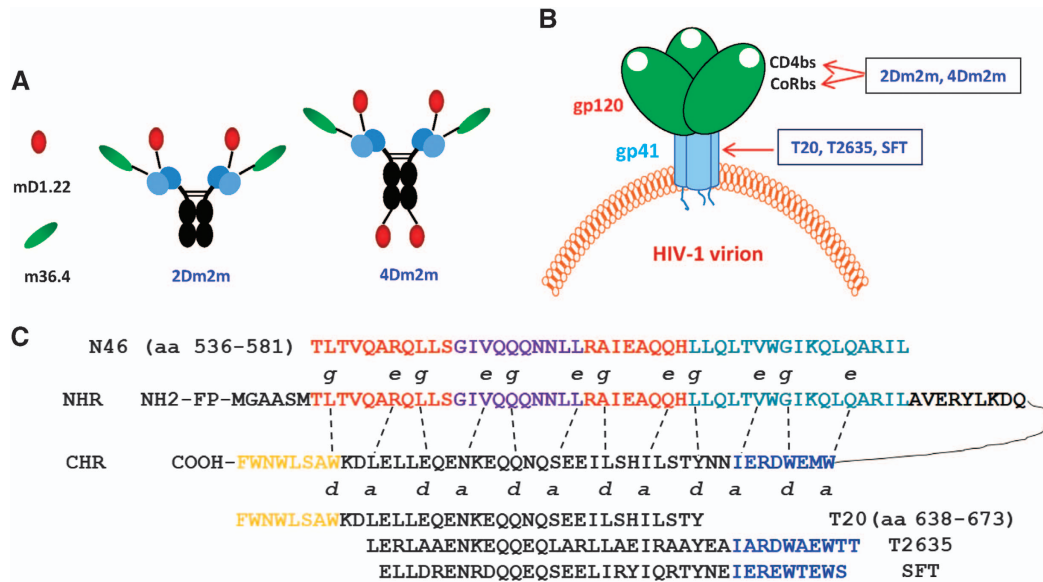 A
mD1.22
m36.4
2Dm2m
4Dm2m
B
gp120
gp41
CD4bs
CoRbs
2Dm2m, 4Dm2m
T20, T2635, SFT
HIV-1 virion
C
N46 (aa 536-581) TLTVQARQLLSGIVQQQNNLLRAIEAQQHLLQLTVWGIKQLQARIL
g e g e g e g e g e g e
NHR NH2-FP-MGAASMTLTVQARQLLSGIVQQQNNLLRAIEAQQHLLQLTVWGIKQLQARILAVERYLKDQ
CHR COOH-FWNWLSAWKDLELLEQENKEQQNQSEEILSHILSTYNNIERDWEMW
d a d a d a d a d a d a
FWNWLSAWKDLELLEQENKEQQNQSEEILSHILSTY T20(aa 638-673)
LERLAAENKEQQEQLARLLAEIRAAYEAIARDWAEWTT T2635
ELLDRENRDQQEQSEELIRYIQRTYNEIEREWTEWS SFT